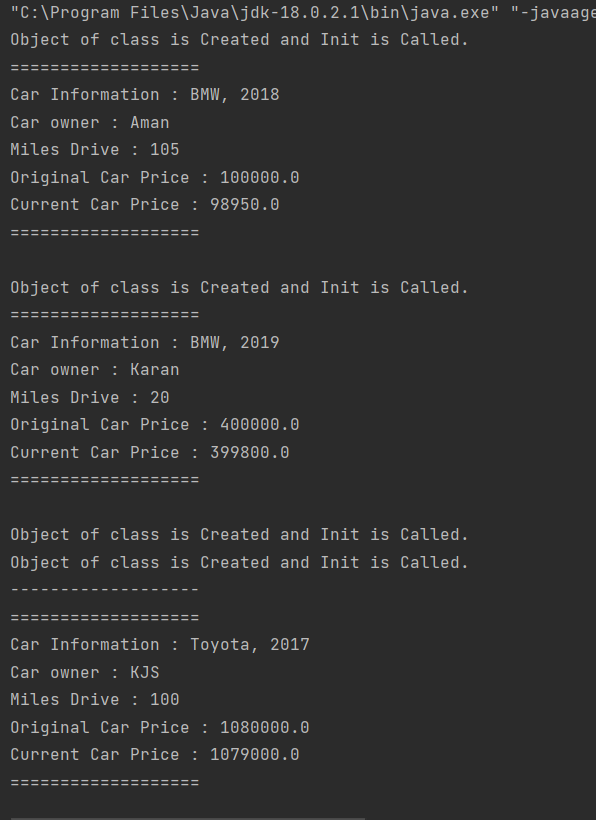 "C:\Program Files\Java\jdk-18.0.2.1\bin\java.exe" "-javaage
Object of class is Created and Init is Called.
===================
Car Information : BMW, 2018
Car owner : Aman
Miles Drive : 105
Original Car Price : 100000.0
Current Car Price : 98950.0
===================
Object of class is Created and Init is Called.
===================
Car Information : BMW, 2019
Car owner : Karan
Miles Drive : 20
Original Car Price : 400000.0
Current Car Price : 399800.0
===================
Object of class is Created and Init is Called.
Object of class is Created and Init is Called.
-------------------
===================
Car Information : Toyota, 2017
Car owner : KJS
Miles Drive : 100
Original Car Price : 1080000.0
Current Car Price : 1079000.0
===================